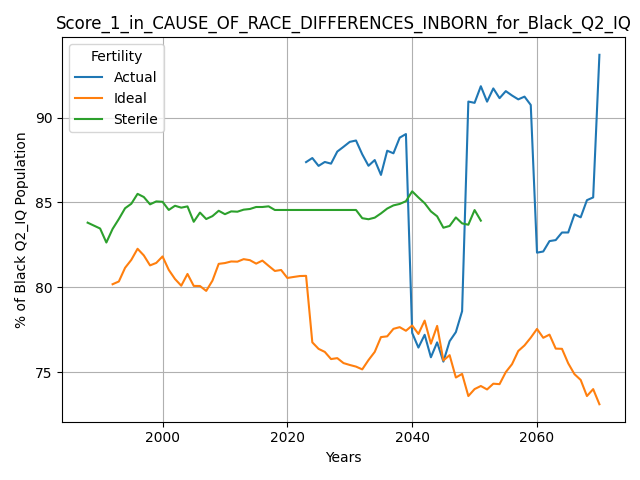 Score_1_in_CAUSE_OF_RACE_DIFFERENCES_INBORN_for_Black_Q2_IQ
Fertility
Actual
Ideal
Sterile
% of Black Q2_IQ Population
90
85
80
75
2000
2020
2040
2060
Years